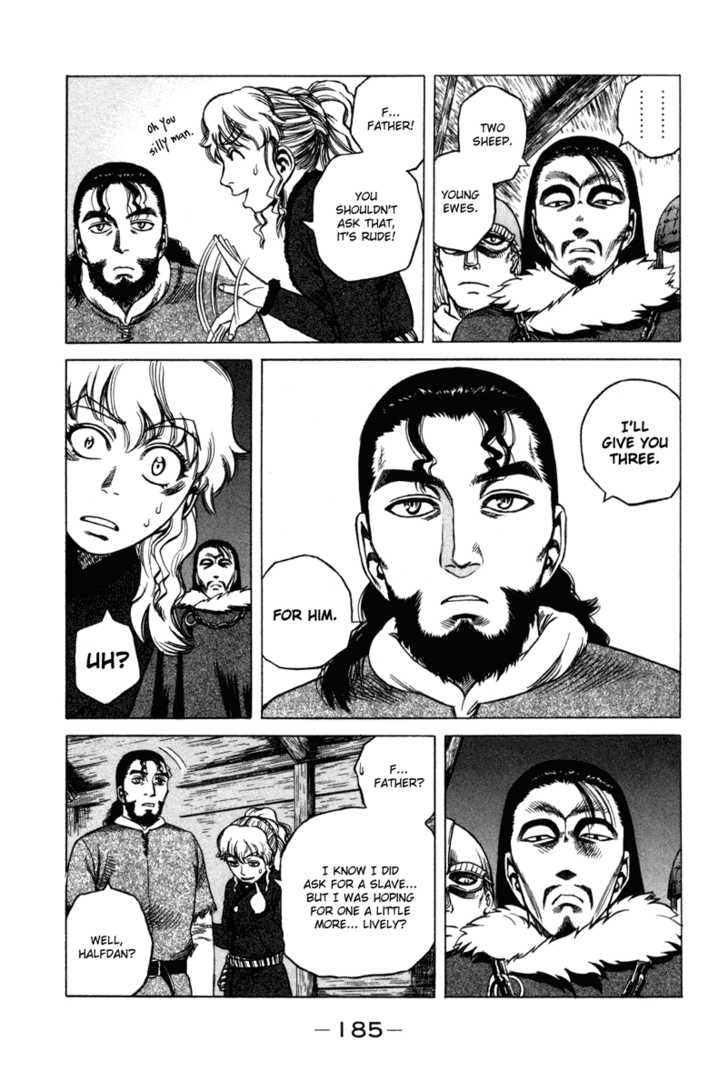 ⋯⋯
TWO
SHEEP.
YOUNG
EWES.
F...
FATHER!
YOU
SHOULDN'T
ASK THAT,
IT'S RUDE!
oh you
silly man.
I'LL
GIVE YOU
THREE.
FOR HIM.
UH?
F...
FATHER?
I KNOW I DID
ASK FOR A SLAVE...
BUT I WAS HOPING
FOR ONE A LITTLE
MORE... LIVELY?
WELL,
HALFDAN?
—185—